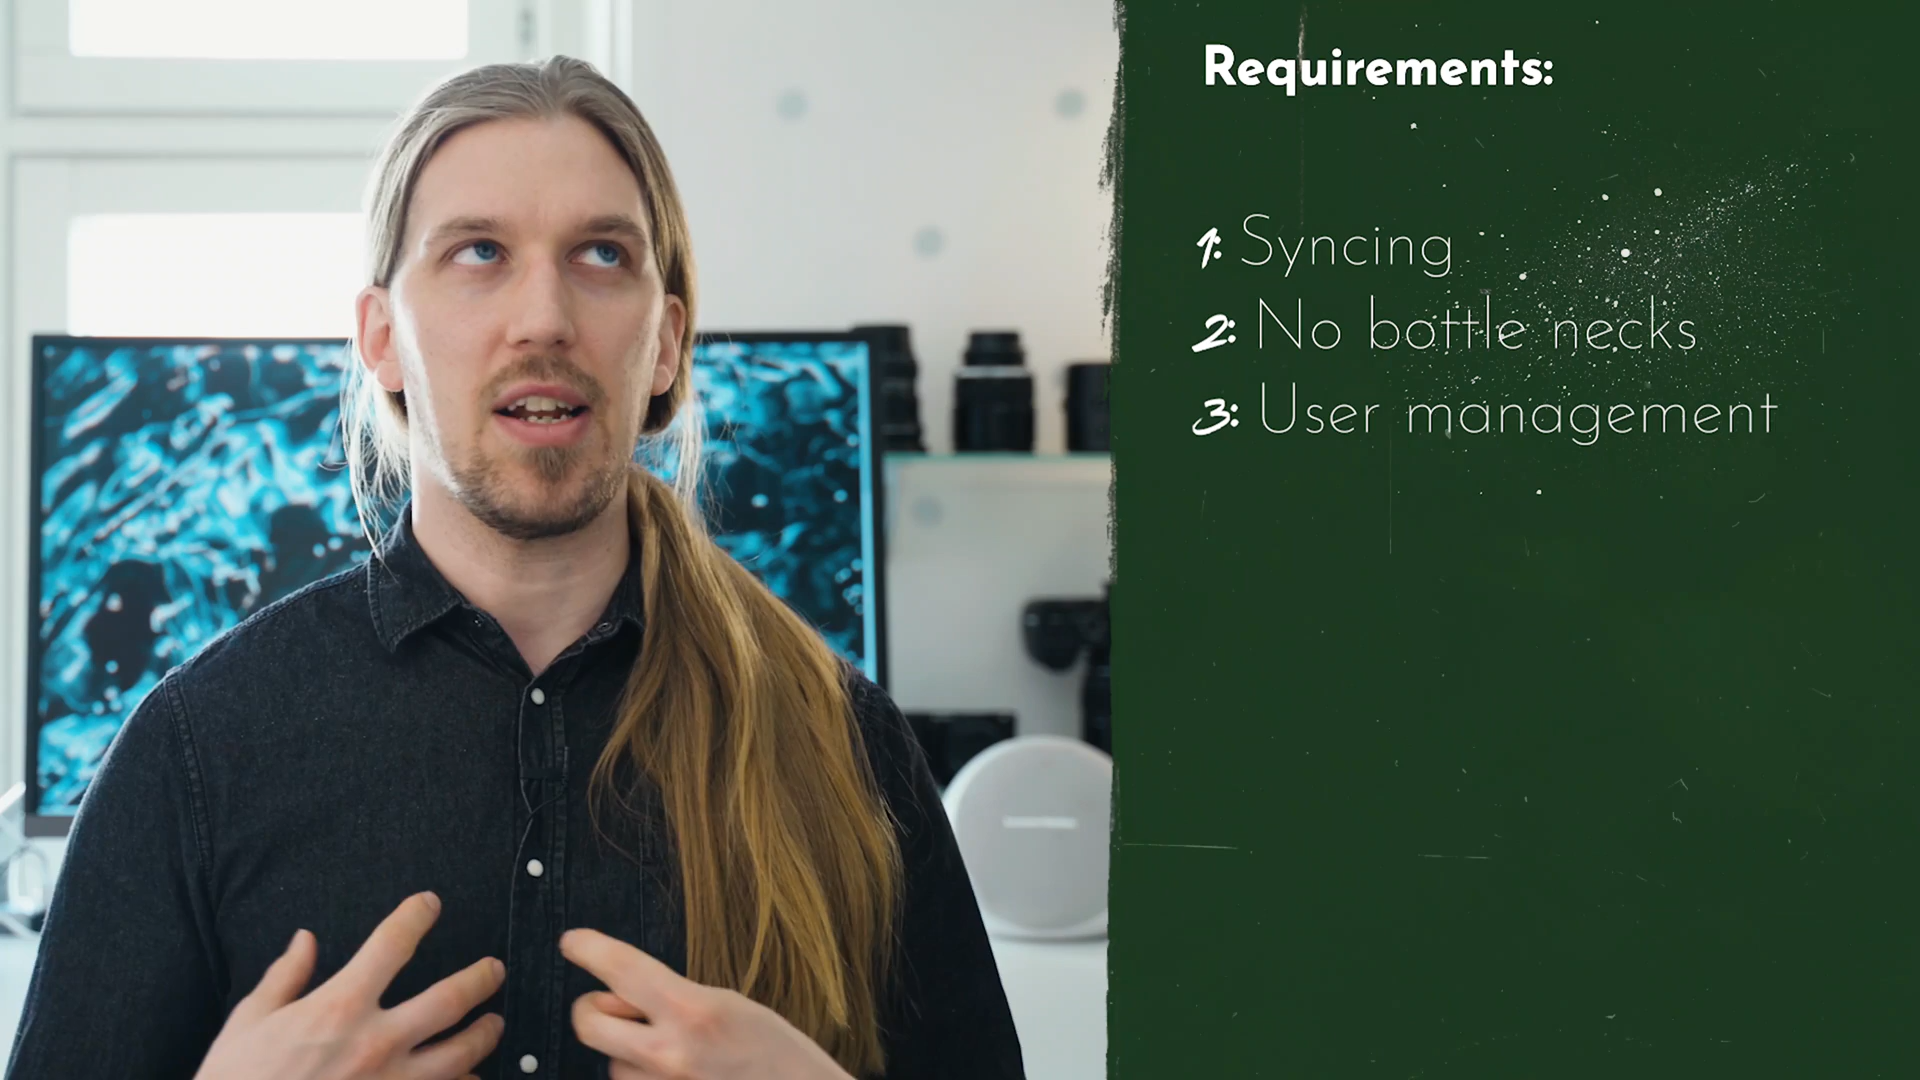 Requirements:
1: Syncing
2: No bottle necks
3: User management